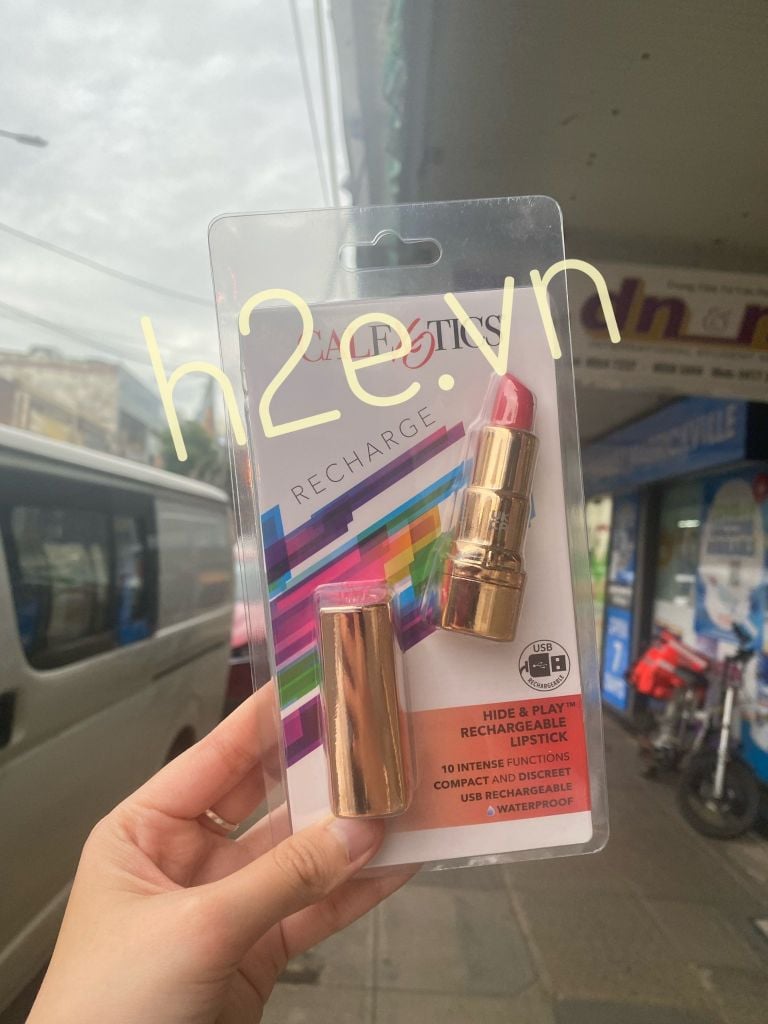 h2e.vn
CALEXOTICS
RECHARGE
USB
RECHARGEABLE
HIDE & PLAY™
RECHARGEABLE
LIPSTICK
10 INTENSE FUNCTIONS
COMPACT AND DISCREET
USB RECHARGEABLE
WATERPROOF
dn